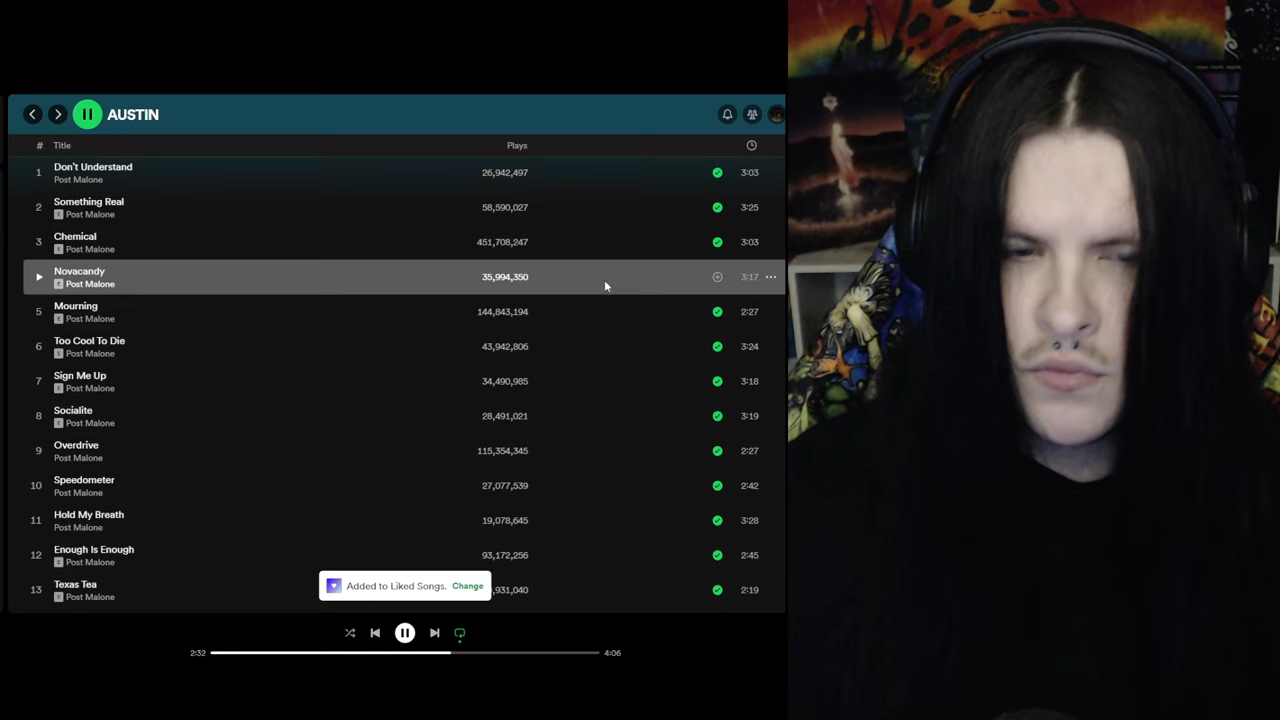 AUSTIN
# Title Plays
1 Don't Understand 26,942,497 3:03
Post Malone
2 Something Real 58,590,027 3:25
E Post Malone
3 Chemical 451,708,247 3:03
E Post Malone
Novacandy 35,994,350 3:17
E Post Malone
5 Mourning 144,843,194 2:27
E Post Malone
6 Too Cool To Die 43,942,806 3:24
E Post Malone
7 Sign Me Up 34,490,985 3:18
E Post Malone
8 Socialite 28,491,021 3:19
E Post Malone
9 Overdrive 115,354,345 2:27
Post Malone
10 Speedometer 27,077,539 2:42
Post Malone
11 Hold My Breath 19,078,645 3:28
Post Malone
12 Enough Is Enough 93,172,256 2:45
E Post Malone
13 Texas Tea ,931,040 2:19
E Post Malone
Added to Liked Songs. Change
2:32 4:06